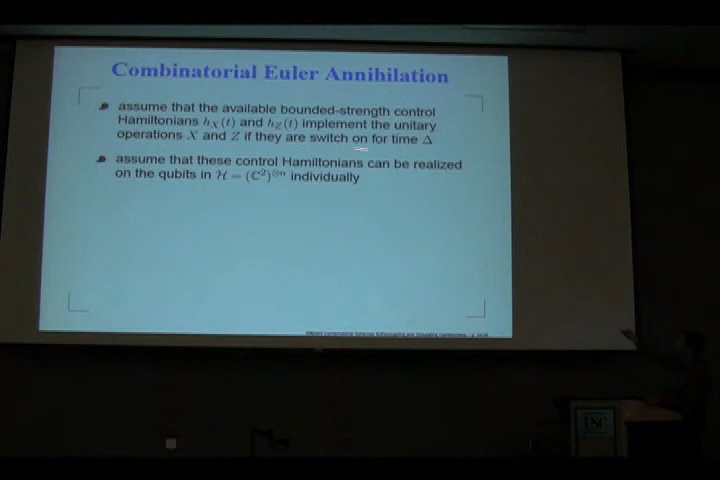 Combinatorial Euler Annihilation
assume that the available bounded-strength control
Hamiltonians h_X(t) and h_Z(t) implement the unitary
operations X and Z if they are switch on for time Δ
assume that these control Hamiltonians can be realized
on the qubits in ℋ = (ℂ²)^⊗n individually
USC